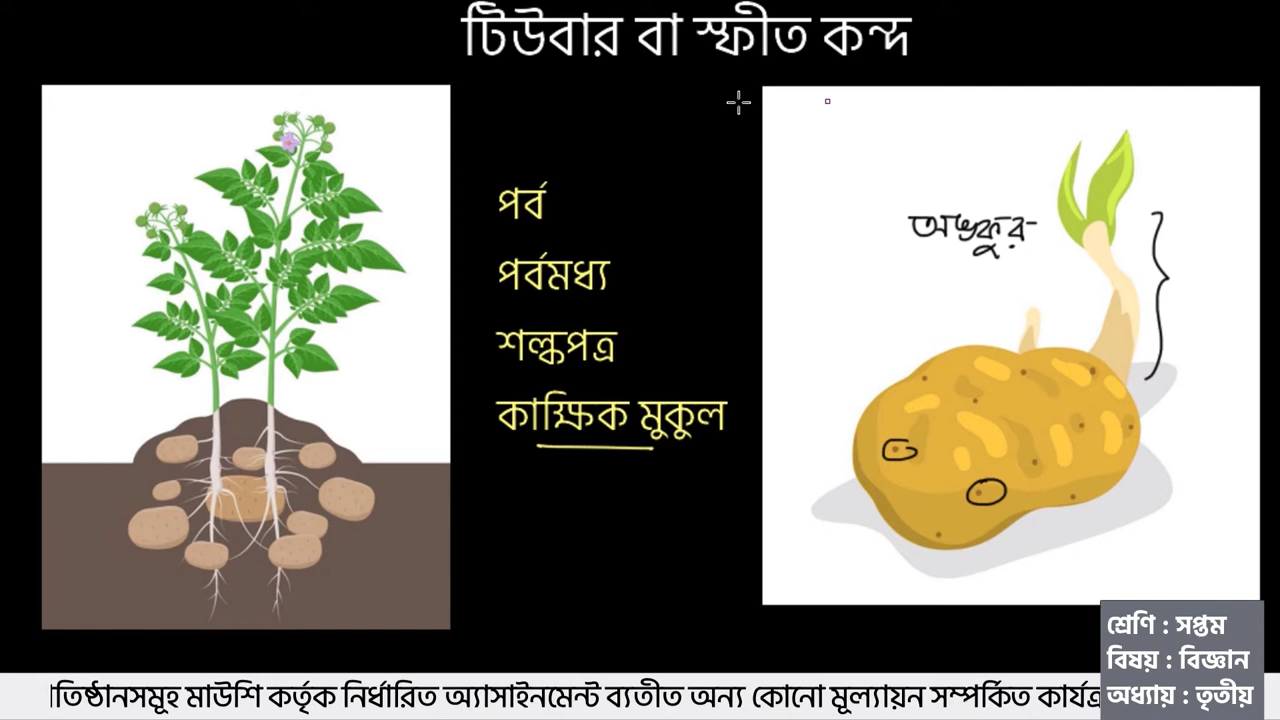 টিউবার বা স্ফীত কন্দ
পর্ব
পর্বমধ্য
শল্কপত্র
কাক্ষিক মুকুল
অঙ্কুর
শ্রেণি : সপ্তম
বিষয় : বিজ্ঞান
অধ্যায় : তৃতীয়
তিষ্ঠানসমূহ মাউশি কর্তৃক নির্ধারিত অ্যাসাইনমেন্ট ব্যতীত অন্য কোনো মূল্যায়ন সম্পর্কিত কার্যক্র